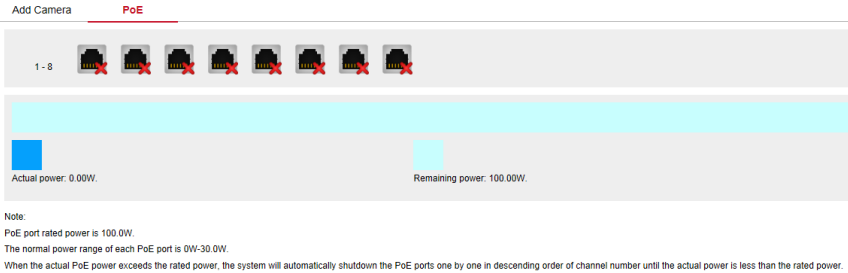 Add Camera PoE
1 - 8
Actual power: 0.00W. Remaining power: 100.00W.
Note:
PoE port rated power is 100.0W.
The normal power range of each PoE port is 0W-30.0W.
When the actual PoE power exceeds the rated power, the system will automatically shutdown the PoE ports one by one in descending order of channel number until the actual power is less than the rated power.